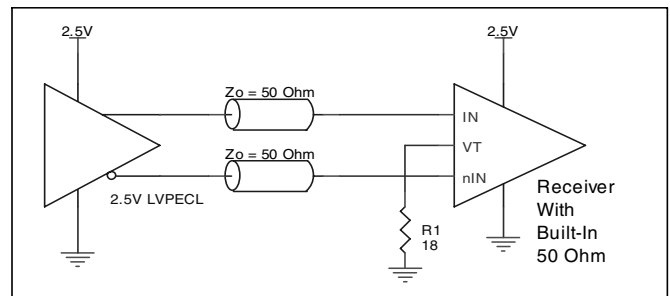 2.5V
2.5V
Zo = 50 Ohm
IN
VT
Zo = 50 Ohm
nIN
2.5V LVPECL
R1
18
Receiver
With
Built-In
50 Ohm